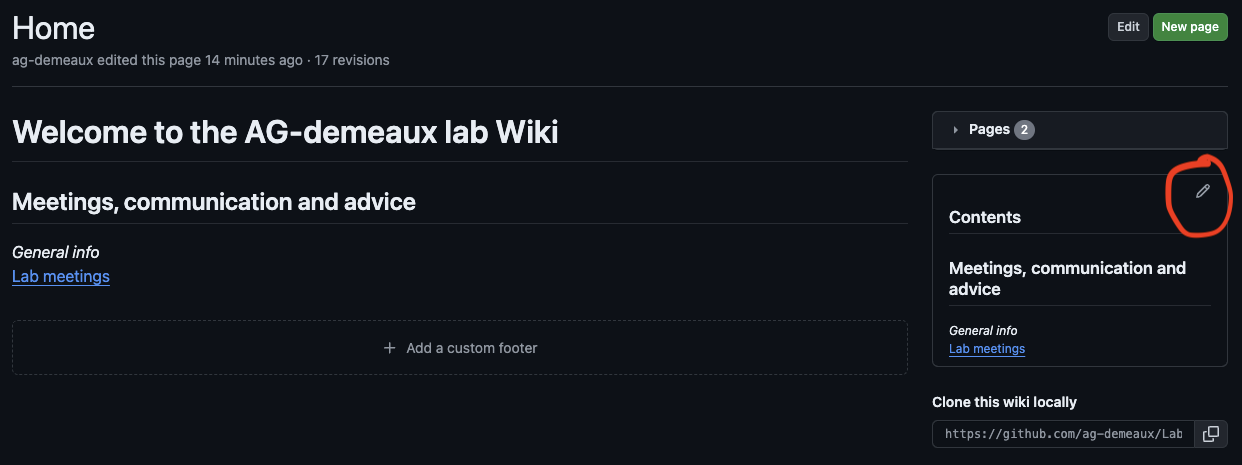 Home
Edit
New page
ag-demeaux edited this page 14 minutes ago · 17 revisions
Welcome to the AG-demeaux lab Wiki
Meetings, communication and advice
General info
Lab meetings
+ Add a custom footer
Pages 2
Contents
Meetings, communication and
advice
General info
Lab meetings
Clone this wiki locally
https://github.com/ag-demeaux/Lab